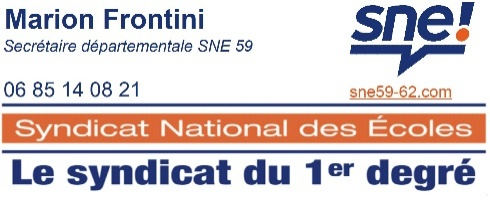 Marion Frontini
Secrétaire départementale SNE 59
sne!
06 85 14 08 21
sne59-62.com
Syndicat National des Écoles
Le syndicat du 1er degré